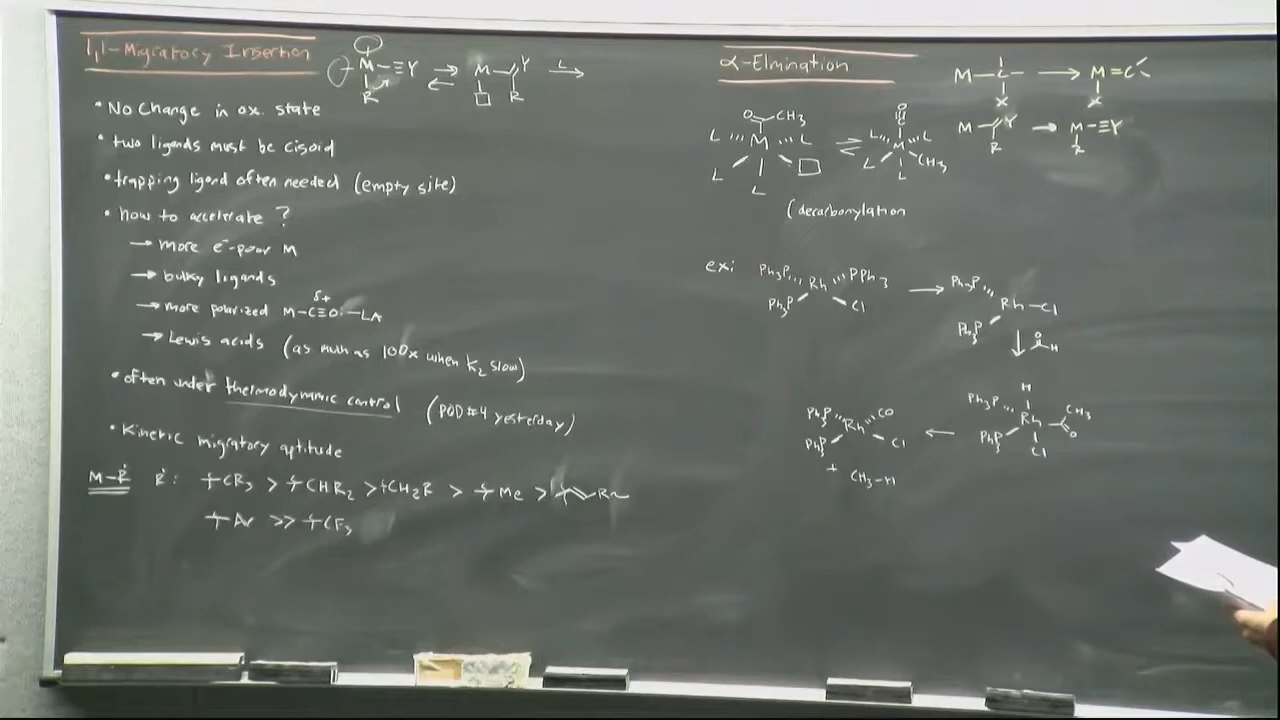 1,1-Migratory Insertion
M-≡Y
R
M
Y
R
L
• No Change in ox. state
• two ligands must be cisoid
• trapping ligand often needed (empty site)
• how to accelerate ?
→ more e⁻-poor M
→ bulky ligands
→ more polarized M-C≡O:-LA
δ+
→ Lewis acids (as much as 100x when k₂ slow)
• often under thermodynamic control (POD #4 yesterday)
• Kinetic migratory aptitude
M-R' R': +CR₃ > +CHR₂ > +CH₂R > +Me >
+Ar >> +CF₃
α-Elmination
M-C- → M=C
X X
M Y → M-≡Y
R R
O CH₃
L M L
L L
O
C
L M L
L CH₃
L
(decarbonylation
ex:
Ph₃P Rh PPh₃
Ph₃P Cl
→
Ph₃P
Rh-Cl
Ph₃P
O
H
H
Ph₃P Rh CH₃
Ph₃P O
Cl
←
Ph₃P Rh CO
Ph₃P Cl
+
CH₃-H